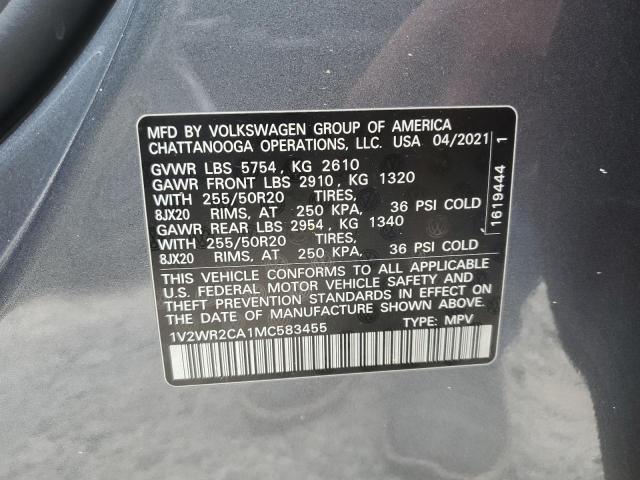 MFD BY VOLKSWAGEN GROUP OF AMERICA
CHATTANOOGA OPERATIONS, LLC. USA 04/2021
GVWR LBS 5754, KG 2610
GAWR FRONT LBS 2910, KG 1320
WITH 255/50R20 TIRES,
8JX20 RIMS, AT 250 KPA, 36 PSI COLD
GAWR REAR LBS 2954, KG 1340
WITH 255/50R20 TIRES,
8JX20 RIMS, AT 250 KPA, 36 PSI COLD
THIS VEHICLE CONFORMS TO ALL APPLICABLE
U.S. FEDERAL MOTOR VEHICLE SAFETY AND
THEFT PREVENTION STANDARDS IN EFFECT ON
THE DATE OF MANUFACTURE SHOWN ABOVE.
1V2WR2CA1MC583455 TYPE: MPV
1619444 1